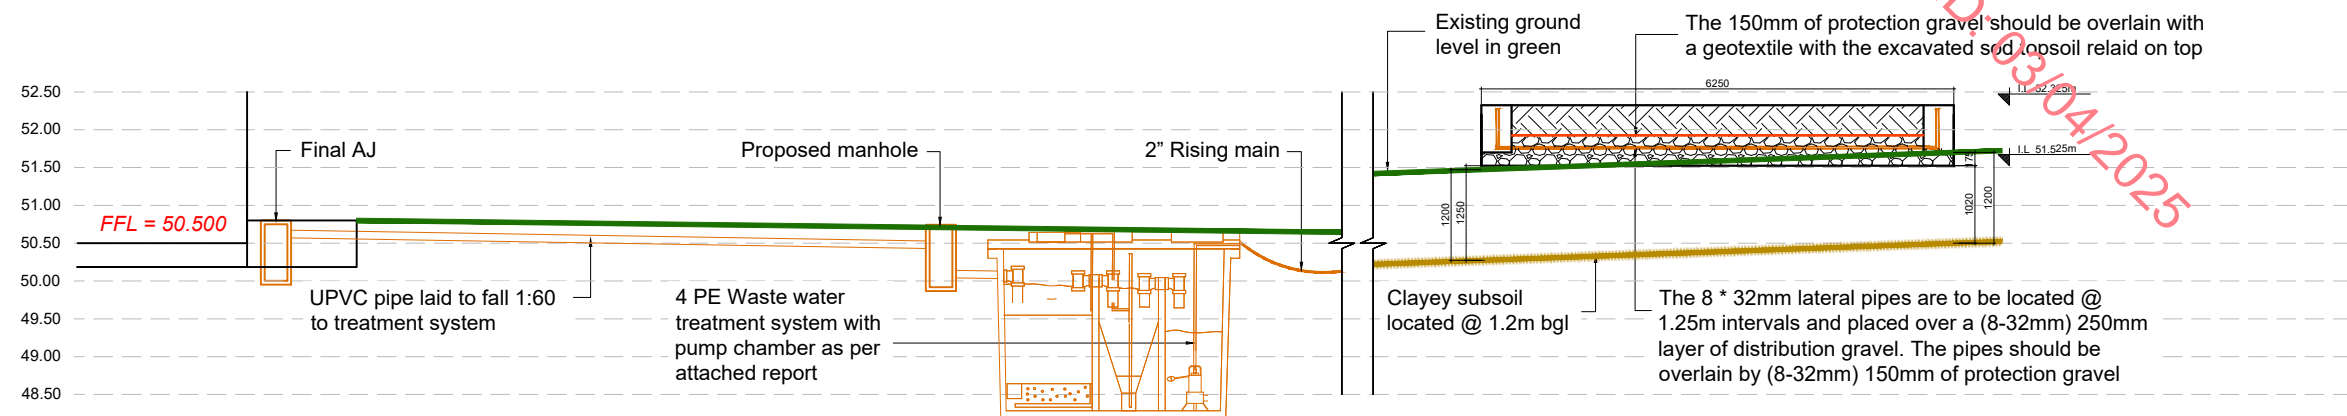 Existing ground
level in green
The 150mm of protection gravel should be overlain with
a geotextile with the excavated sod topsoil relaid on top
D: 03/04/2025
52.50
52.00
51.50
51.00
50.50
50.00
49.50
49.00
48.50
6250
I.L 52.325m
I.L 51.525m
Final AJ
Proposed manhole
2” Rising main
FFL = 50.500
1200
1250
175
1020
1200
UPVC pipe laid to fall 1:60
to treatment system
4 PE Waste water
treatment system with
pump chamber as per
attached report
Clayey subsoil
located @ 1.2m bgl
The 8 * 32mm lateral pipes are to be located @
1.25m intervals and placed over a (8-32mm) 250mm
layer of distribution gravel. The pipes should be
overlain by (8-32mm) 150mm of protection gravel